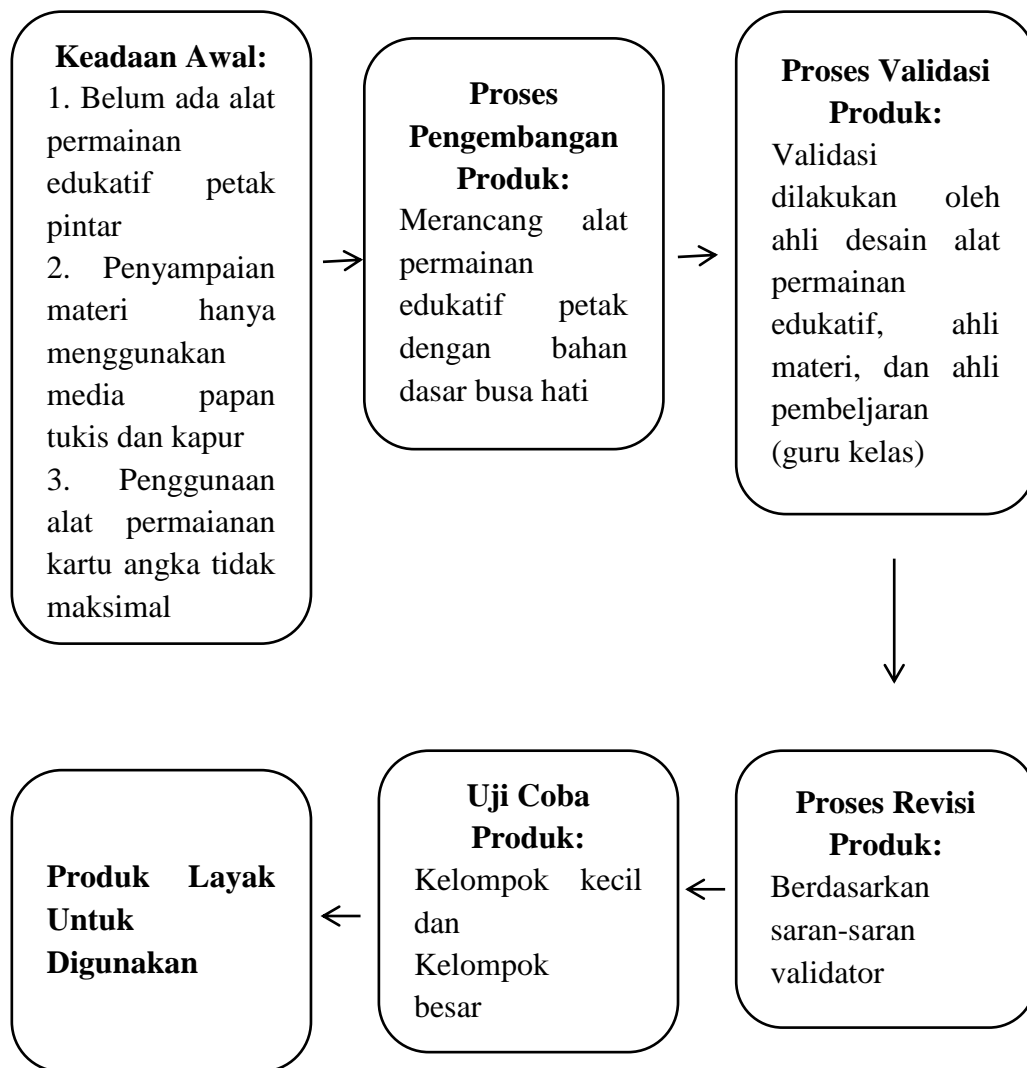 Keadaan Awal:
1. Belum ada alat
permainan
edukatif petak
pintar
2. Penyampaian
materi hanya
menggunakan
media papan
tukis dan kapur
3. Penggunaan
alat permaianan
kartu angka tidak
maksimal
Proses
Pengembangan
Produk:
Merancang alat
permainan
edukatif petak
dengan bahan
dasar busa hati
Proses Validasi
Produk:
Validasi
dilakukan oleh
ahli desain alat
permainan
edukatif, ahli
materi, dan ahli
pembeljaran
(guru kelas)
Proses Revisi
Produk:
Berdasarkan
saran-saran
validator
Uji Coba
Produk:
Kelompok kecil
dan
Kelompok
besar
Produk Layak
Untuk
Digunakan